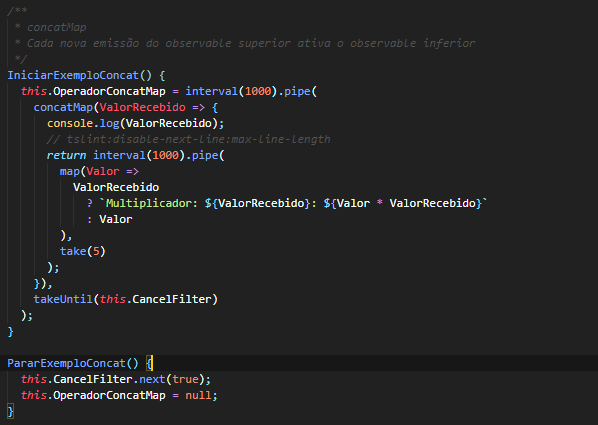 /**
 * concatMap
 * Cada nova emissão do observable superior ativa o observable inferior
 */
IniciarExemploConcat() {
  this.OperadorConcatMap = interval(1000).pipe(
    concatMap(ValorRecebido => {
      console.log(ValorRecebido);
      // tslint:disable-next-line:max-line-length
      return interval(1000).pipe(
        map(Valor =>
          ValorRecebido
            ? `Multiplicador: ${ValorRecebido}: ${Valor * ValorRecebido}`
            : Valor
        ),
        take(5)
      );
    }),
    takeUntil(this.CancelFilter)
  );
}

PararExemploConcat() {
  this.CancelFilter.next(true);
  this.OperadorConcatMap = null;
}